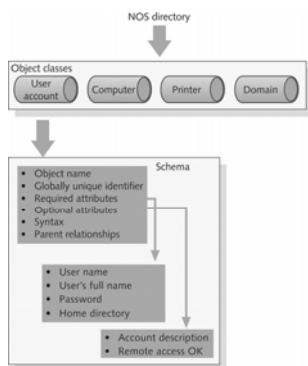 NOS directory
Object classes
User account
Computer
Printer
Domain
Schema
• Object name
• Globally unique identifier
• Required attributes
• Optional attributes
• Syntax
• Parent relationships
• User name
• User's full name
• Password
• Home directory
• Account description
• Remote access OK